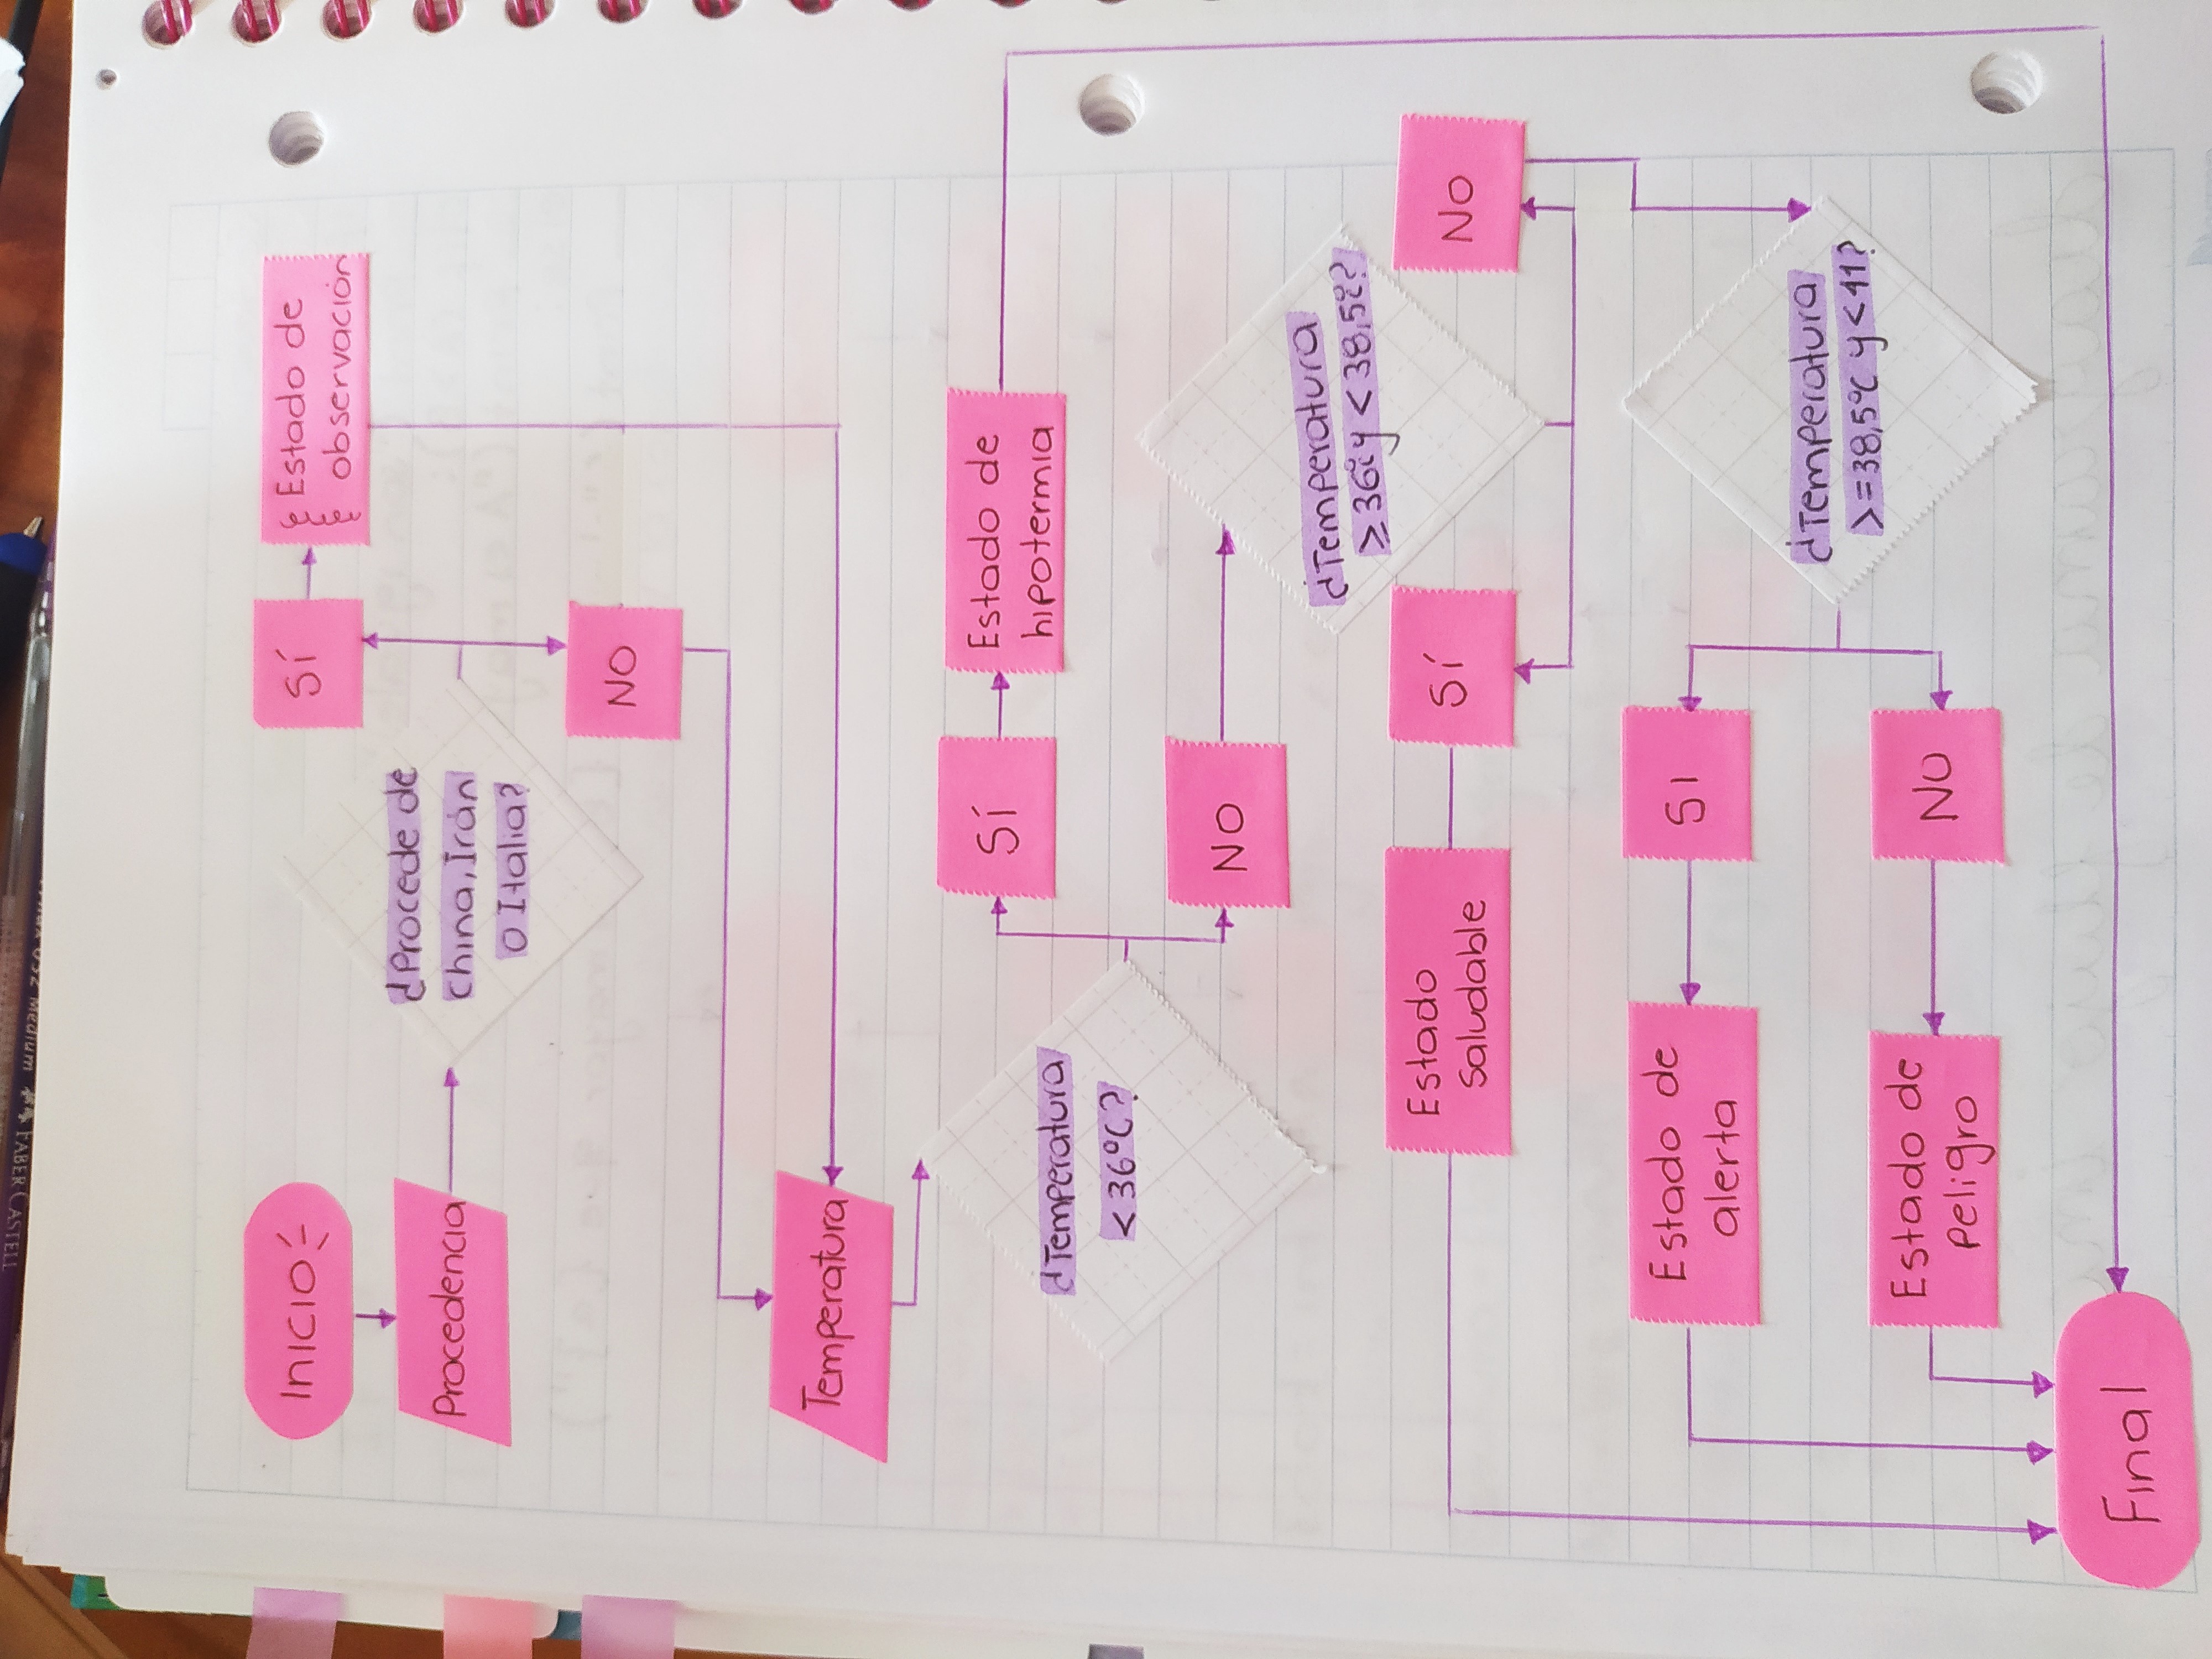 Inicio
Procedencia
¿Procede de
China, Irán
o Italia?
SÍ
Estado de
observación
NO
Temperatura
¿Temperatura
<36°C?
SÍ
Estado de
hipotermia
NO
¿Temperatura
≥36°C y < 38,5°C?
NO
SÍ
Estado
Saludable
¿Temperatura
>=38,5°C y <41?
SI
Estado de
alerta
NO
Estado de
peligro
Final
MEDIUM
FABER CASTELL